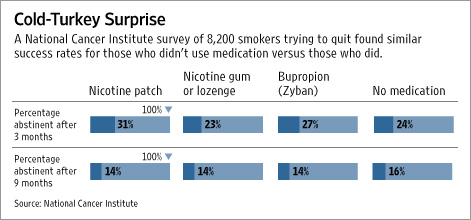 Cold-Turkey Surprise
A National Cancer Institute survey of 8,200 smokers trying to quit found similar
success rates for those who didn't use medication versus those who did.
Nicotine patch
Nicotine gum
or lozenge
Bupropion
(Zyban)
No medication
100%
Percentage
abstinent after
3 months
31%
23%
27%
24%
100%
Percentage
abstinent after
9 months
14%
14%
14%
16%
Source: National Cancer Institute